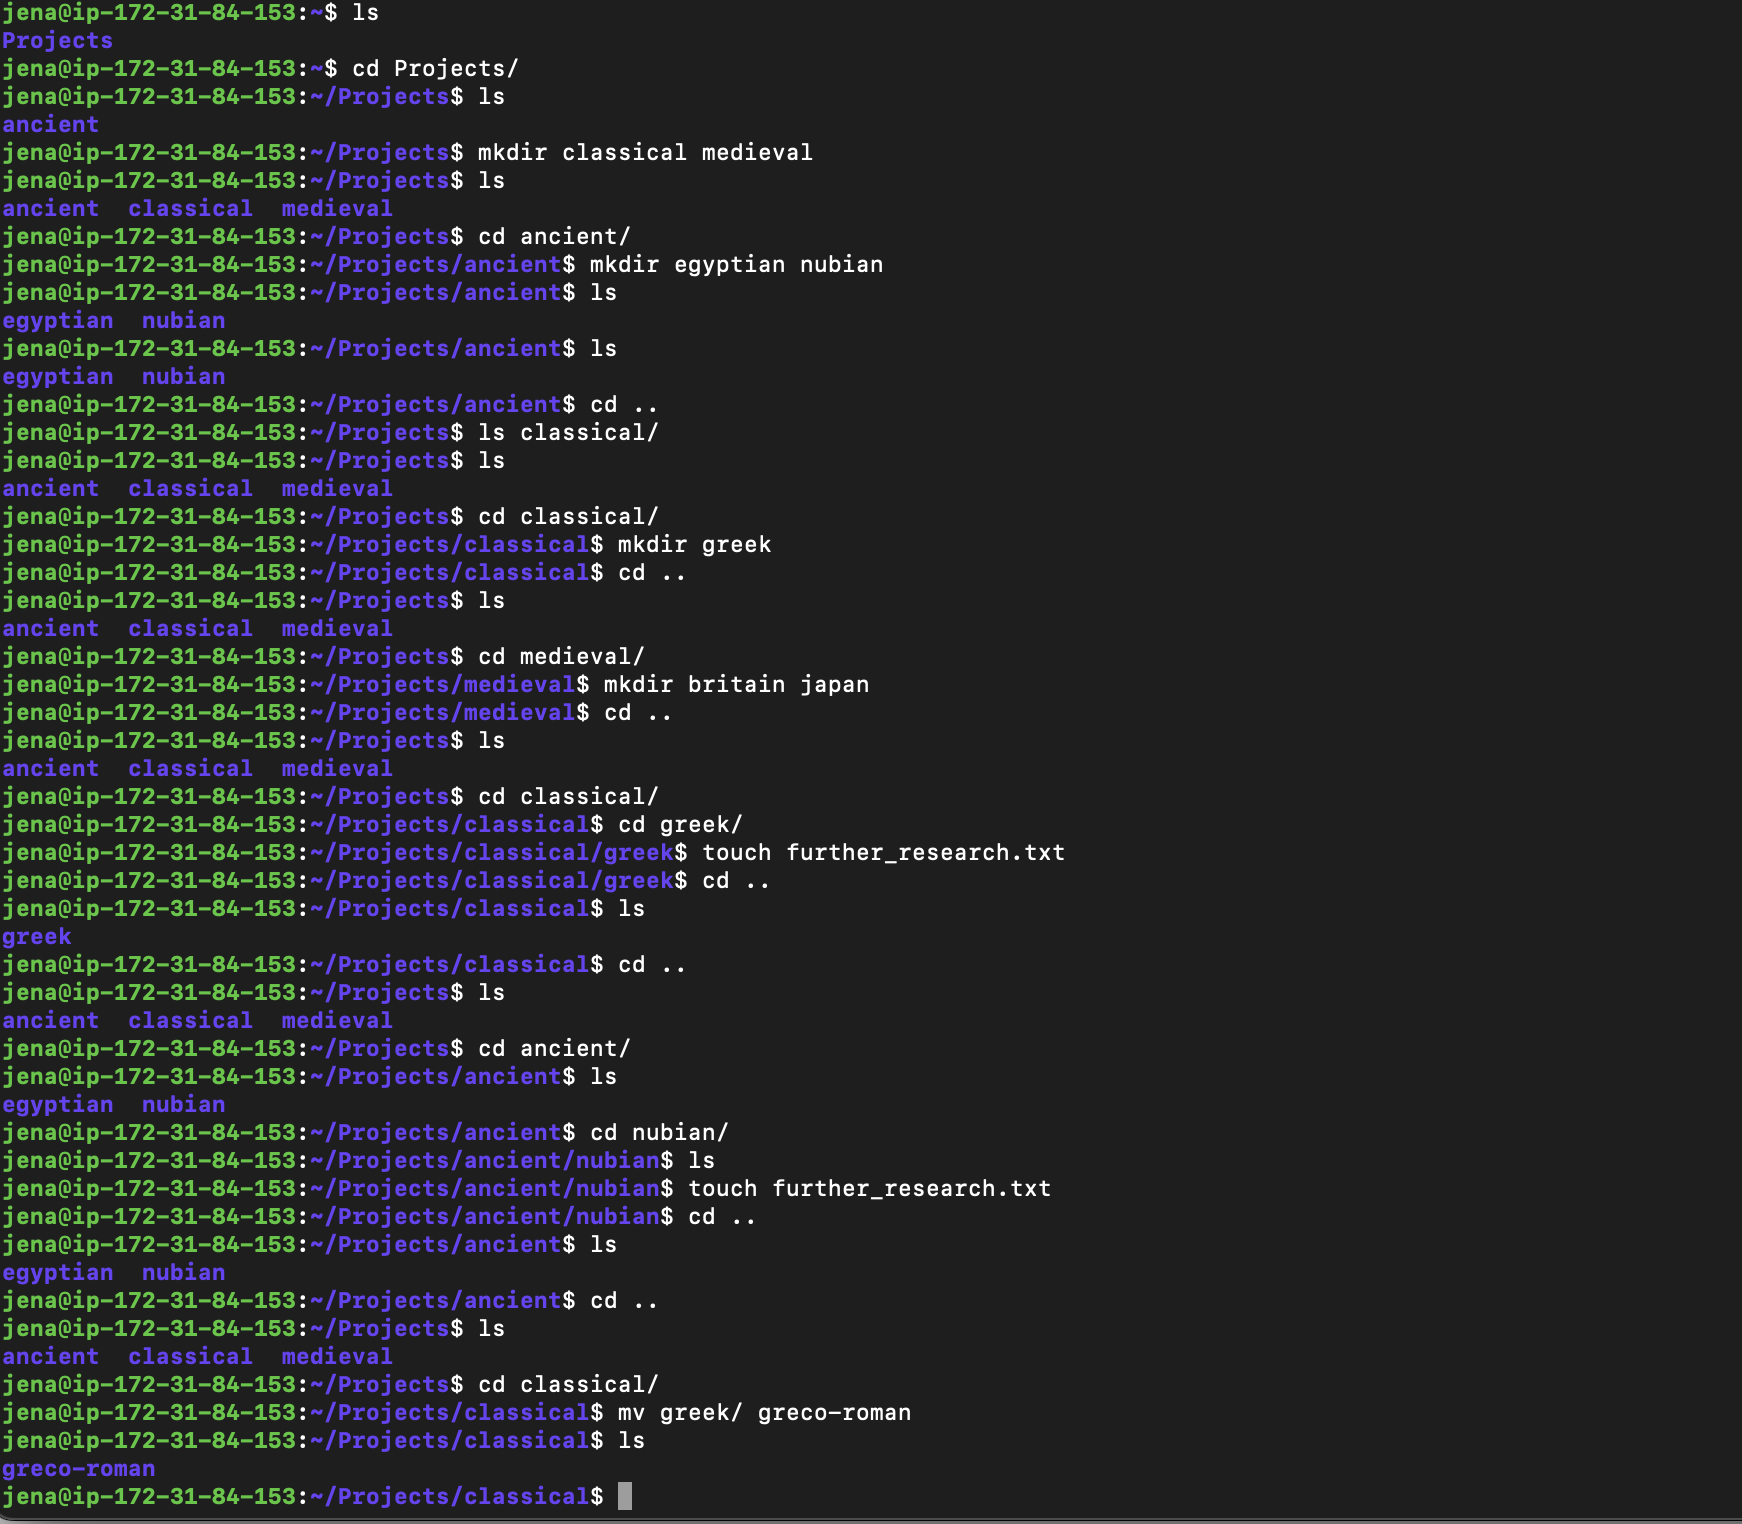 jena@ip-172-31-84-153:~$ ls
Projects
jena@ip-172-31-84-153:~$ cd Projects/
jena@ip-172-31-84-153:~/Projects$ ls
ancient
jena@ip-172-31-84-153:~/Projects$ mkdir classical medieval
jena@ip-172-31-84-153:~/Projects$ ls
ancient  classical  medieval
jena@ip-172-31-84-153:~/Projects$ cd ancient/
jena@ip-172-31-84-153:~/Projects/ancient$ mkdir egyptian nubian
jena@ip-172-31-84-153:~/Projects/ancient$ ls
egyptian  nubian
jena@ip-172-31-84-153:~/Projects/ancient$ ls
egyptian  nubian
jena@ip-172-31-84-153:~/Projects/ancient$ cd ..
jena@ip-172-31-84-153:~/Projects$ ls classical/
jena@ip-172-31-84-153:~/Projects$ ls
ancient  classical  medieval
jena@ip-172-31-84-153:~/Projects$ cd classical/
jena@ip-172-31-84-153:~/Projects/classical$ mkdir greek
jena@ip-172-31-84-153:~/Projects/classical$ cd ..
jena@ip-172-31-84-153:~/Projects$ ls
ancient  classical  medieval
jena@ip-172-31-84-153:~/Projects$ cd medieval/
jena@ip-172-31-84-153:~/Projects/medieval$ mkdir britain japan
jena@ip-172-31-84-153:~/Projects/medieval$ cd ..
jena@ip-172-31-84-153:~/Projects$ ls
ancient  classical  medieval
jena@ip-172-31-84-153:~/Projects$ cd classical/
jena@ip-172-31-84-153:~/Projects/classical$ cd greek/
jena@ip-172-31-84-153:~/Projects/classical/greek$ touch further_research.txt
jena@ip-172-31-84-153:~/Projects/classical/greek$ cd ..
jena@ip-172-31-84-153:~/Projects/classical$ ls
greek
jena@ip-172-31-84-153:~/Projects/classical$ cd ..
jena@ip-172-31-84-153:~/Projects$ ls
ancient  classical  medieval
jena@ip-172-31-84-153:~/Projects$ cd ancient/
jena@ip-172-31-84-153:~/Projects/ancient$ ls
egyptian  nubian
jena@ip-172-31-84-153:~/Projects/ancient$ cd nubian/
jena@ip-172-31-84-153:~/Projects/ancient/nubian$ ls
jena@ip-172-31-84-153:~/Projects/ancient/nubian$ touch further_research.txt
jena@ip-172-31-84-153:~/Projects/ancient/nubian$ cd ..
jena@ip-172-31-84-153:~/Projects/ancient$ ls
egyptian  nubian
jena@ip-172-31-84-153:~/Projects/ancient$ cd ..
jena@ip-172-31-84-153:~/Projects$ ls
ancient  classical  medieval
jena@ip-172-31-84-153:~/Projects$ cd classical/
jena@ip-172-31-84-153:~/Projects/classical$ mv greek/ greco-roman
jena@ip-172-31-84-153:~/Projects/classical$ ls
greco-roman
jena@ip-172-31-84-153:~/Projects/classical$